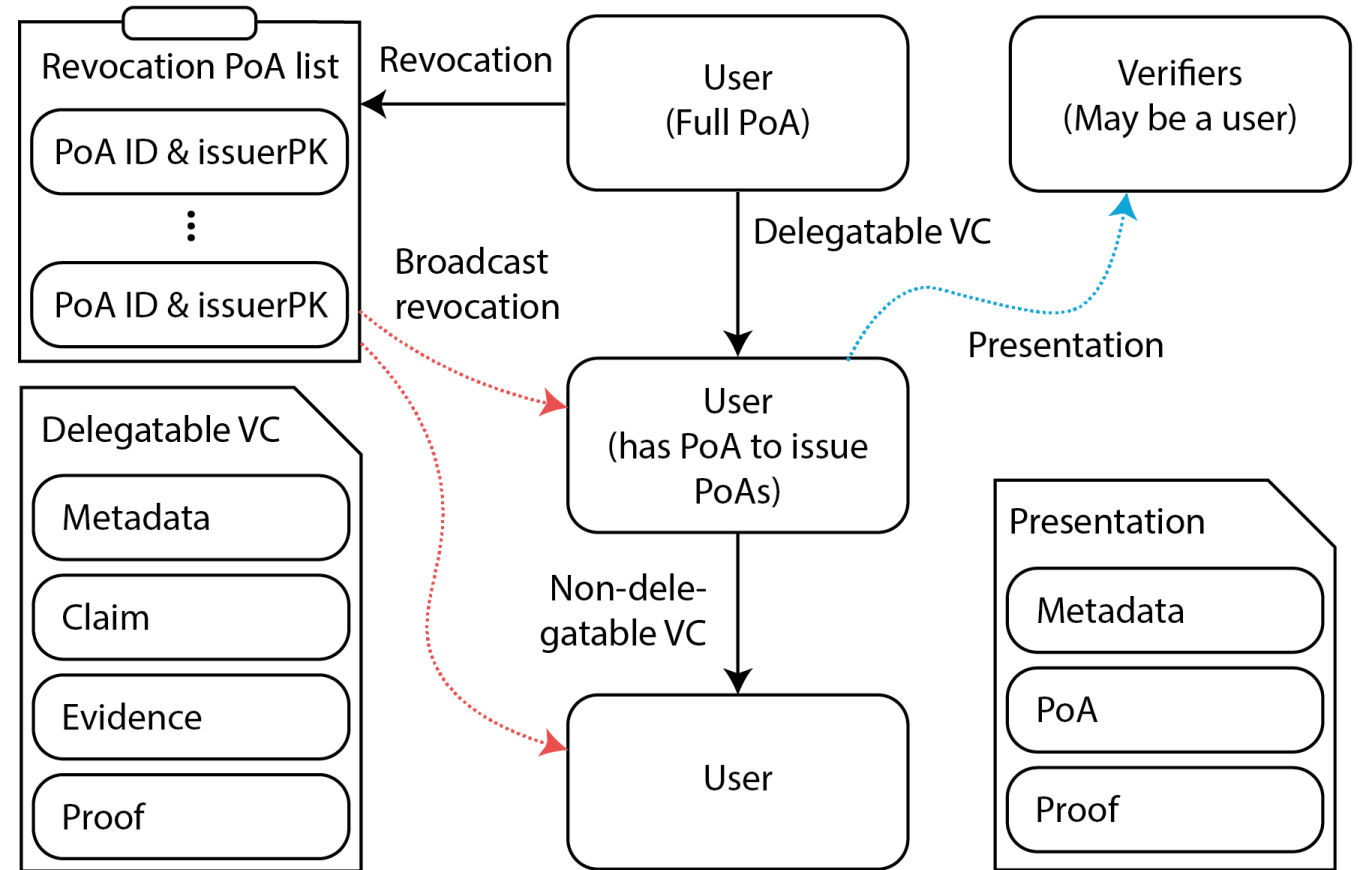 Revocation PoA list
PoA ID & issuerPK
PoA ID & issuerPK
Revocation
User
(Full PoA)
Verifiers
(May be a user)
Delegatable VC
Broadcast
revocation
Presentation
User
(has PoA to issue
PoAs)
Delegatable VC
Metadata
Claim
Evidence
Proof
Non-dele-
gatable VC
User
Presentation
Metadata
PoA
Proof